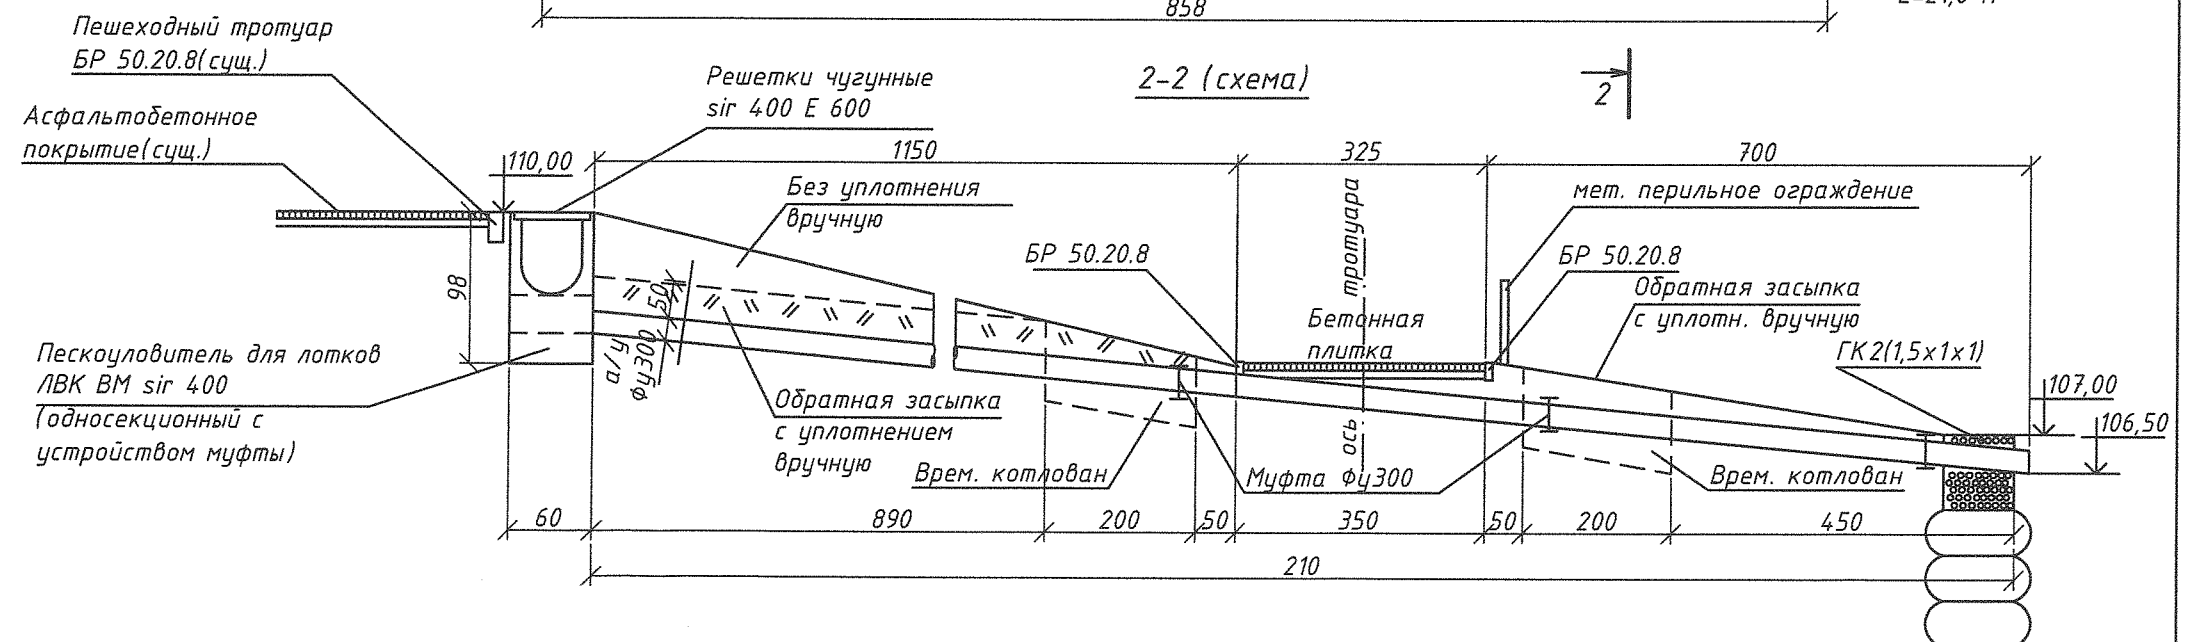 858
Пешеходный тротуар
БР 50.20.8(сущ.)
Решетки чугунные
sir 400 E 600
2-2 (схема)
2
Асфальтобетонное
покрытие(сущ.)
110,00
1150
325
700
Без уплотнения
вручную
мет. перильное ограждение
БР 50.20.8
ось тротуара
БР 50.20.8
Обратная засыпка
с уплотн. вручную
98
50
а/у
Фу300
Бетонная
плитка
ГК2(1,5х1х1)
Пескоуловитель для лотков
ЛВК ВМ sir 400
(односекционный с
устройством муфты)
107,00
106,50
Обратная засыпка
с уплотнением
вручную
Врем. котлован
Муфта Фу300
Врем. котлован
60
890
200
50
350
50
200
450
210